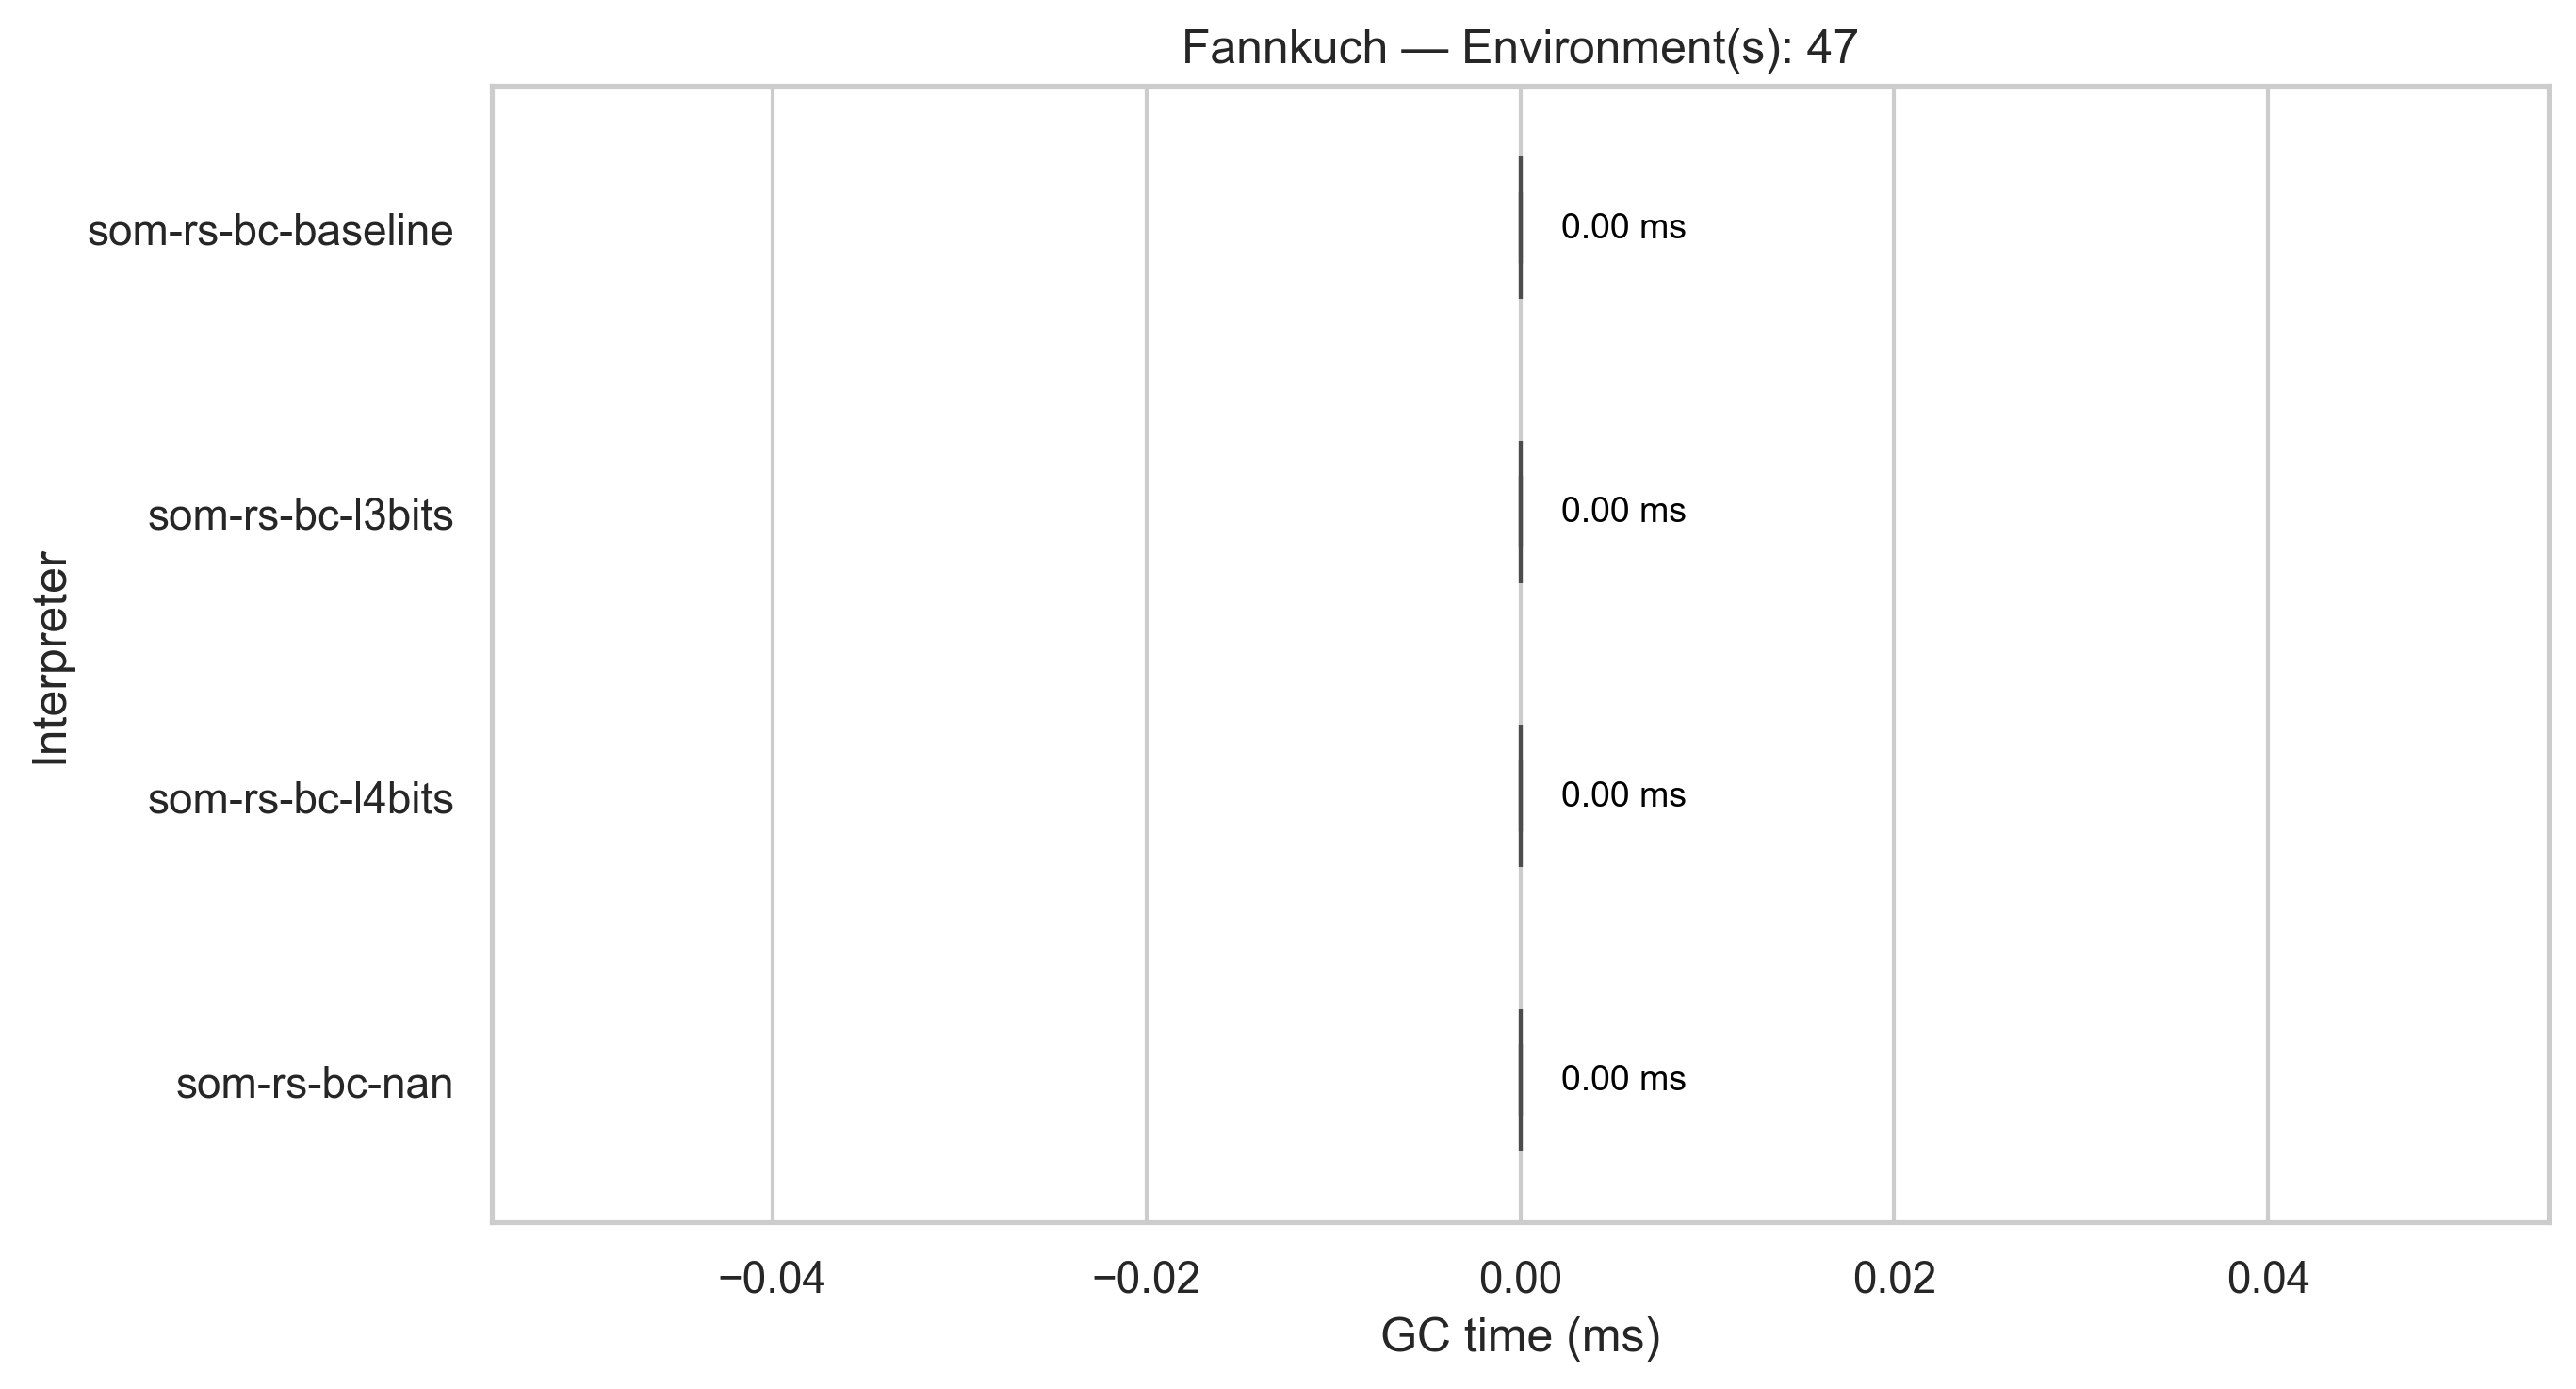 Fannkuch — Environment(s): 47
som-rs-bc-baseline
0.00 ms
som-rs-bc-l3bits
0.00 ms
som-rs-bc-l4bits
0.00 ms
som-rs-bc-nan
0.00 ms
Interpreter
−0.04
−0.02
0.00
0.02
0.04
GC time (ms)